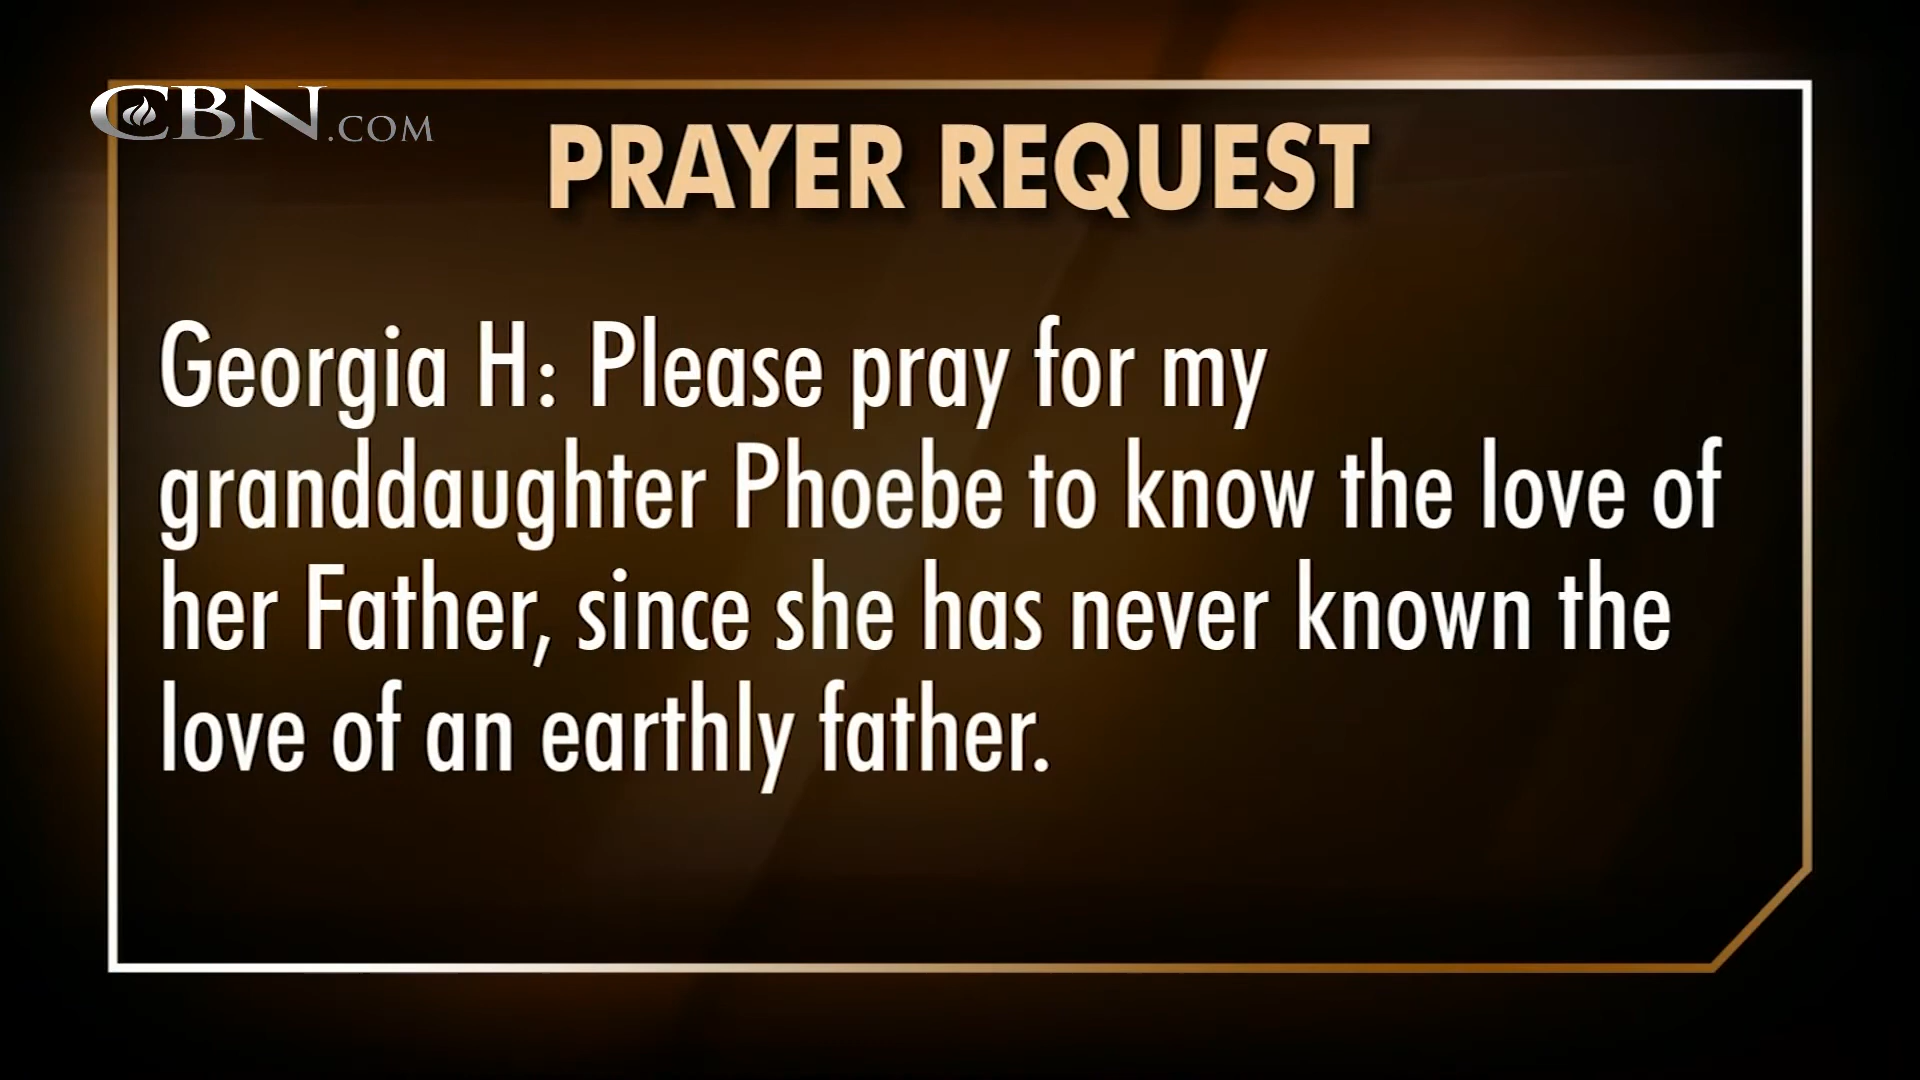 CBN.COM
PRAYER REQUEST
Georgia H: Please pray for my
granddaughter Phoebe to know the love of
her Father, since she has never known the
love of an earthly father.